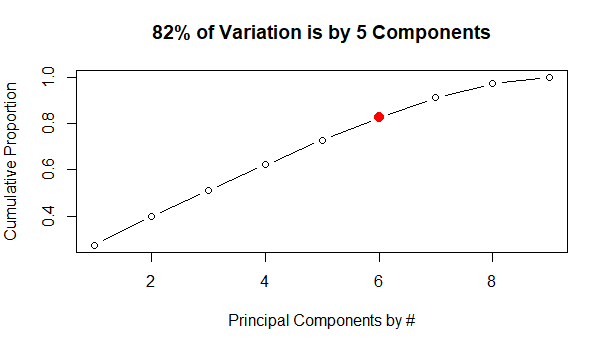 82% of Variation is by 5 Components
Cumulative Proportion
1.0
0.8
0.6
0.4
2 4 6 8
Principal Components by #